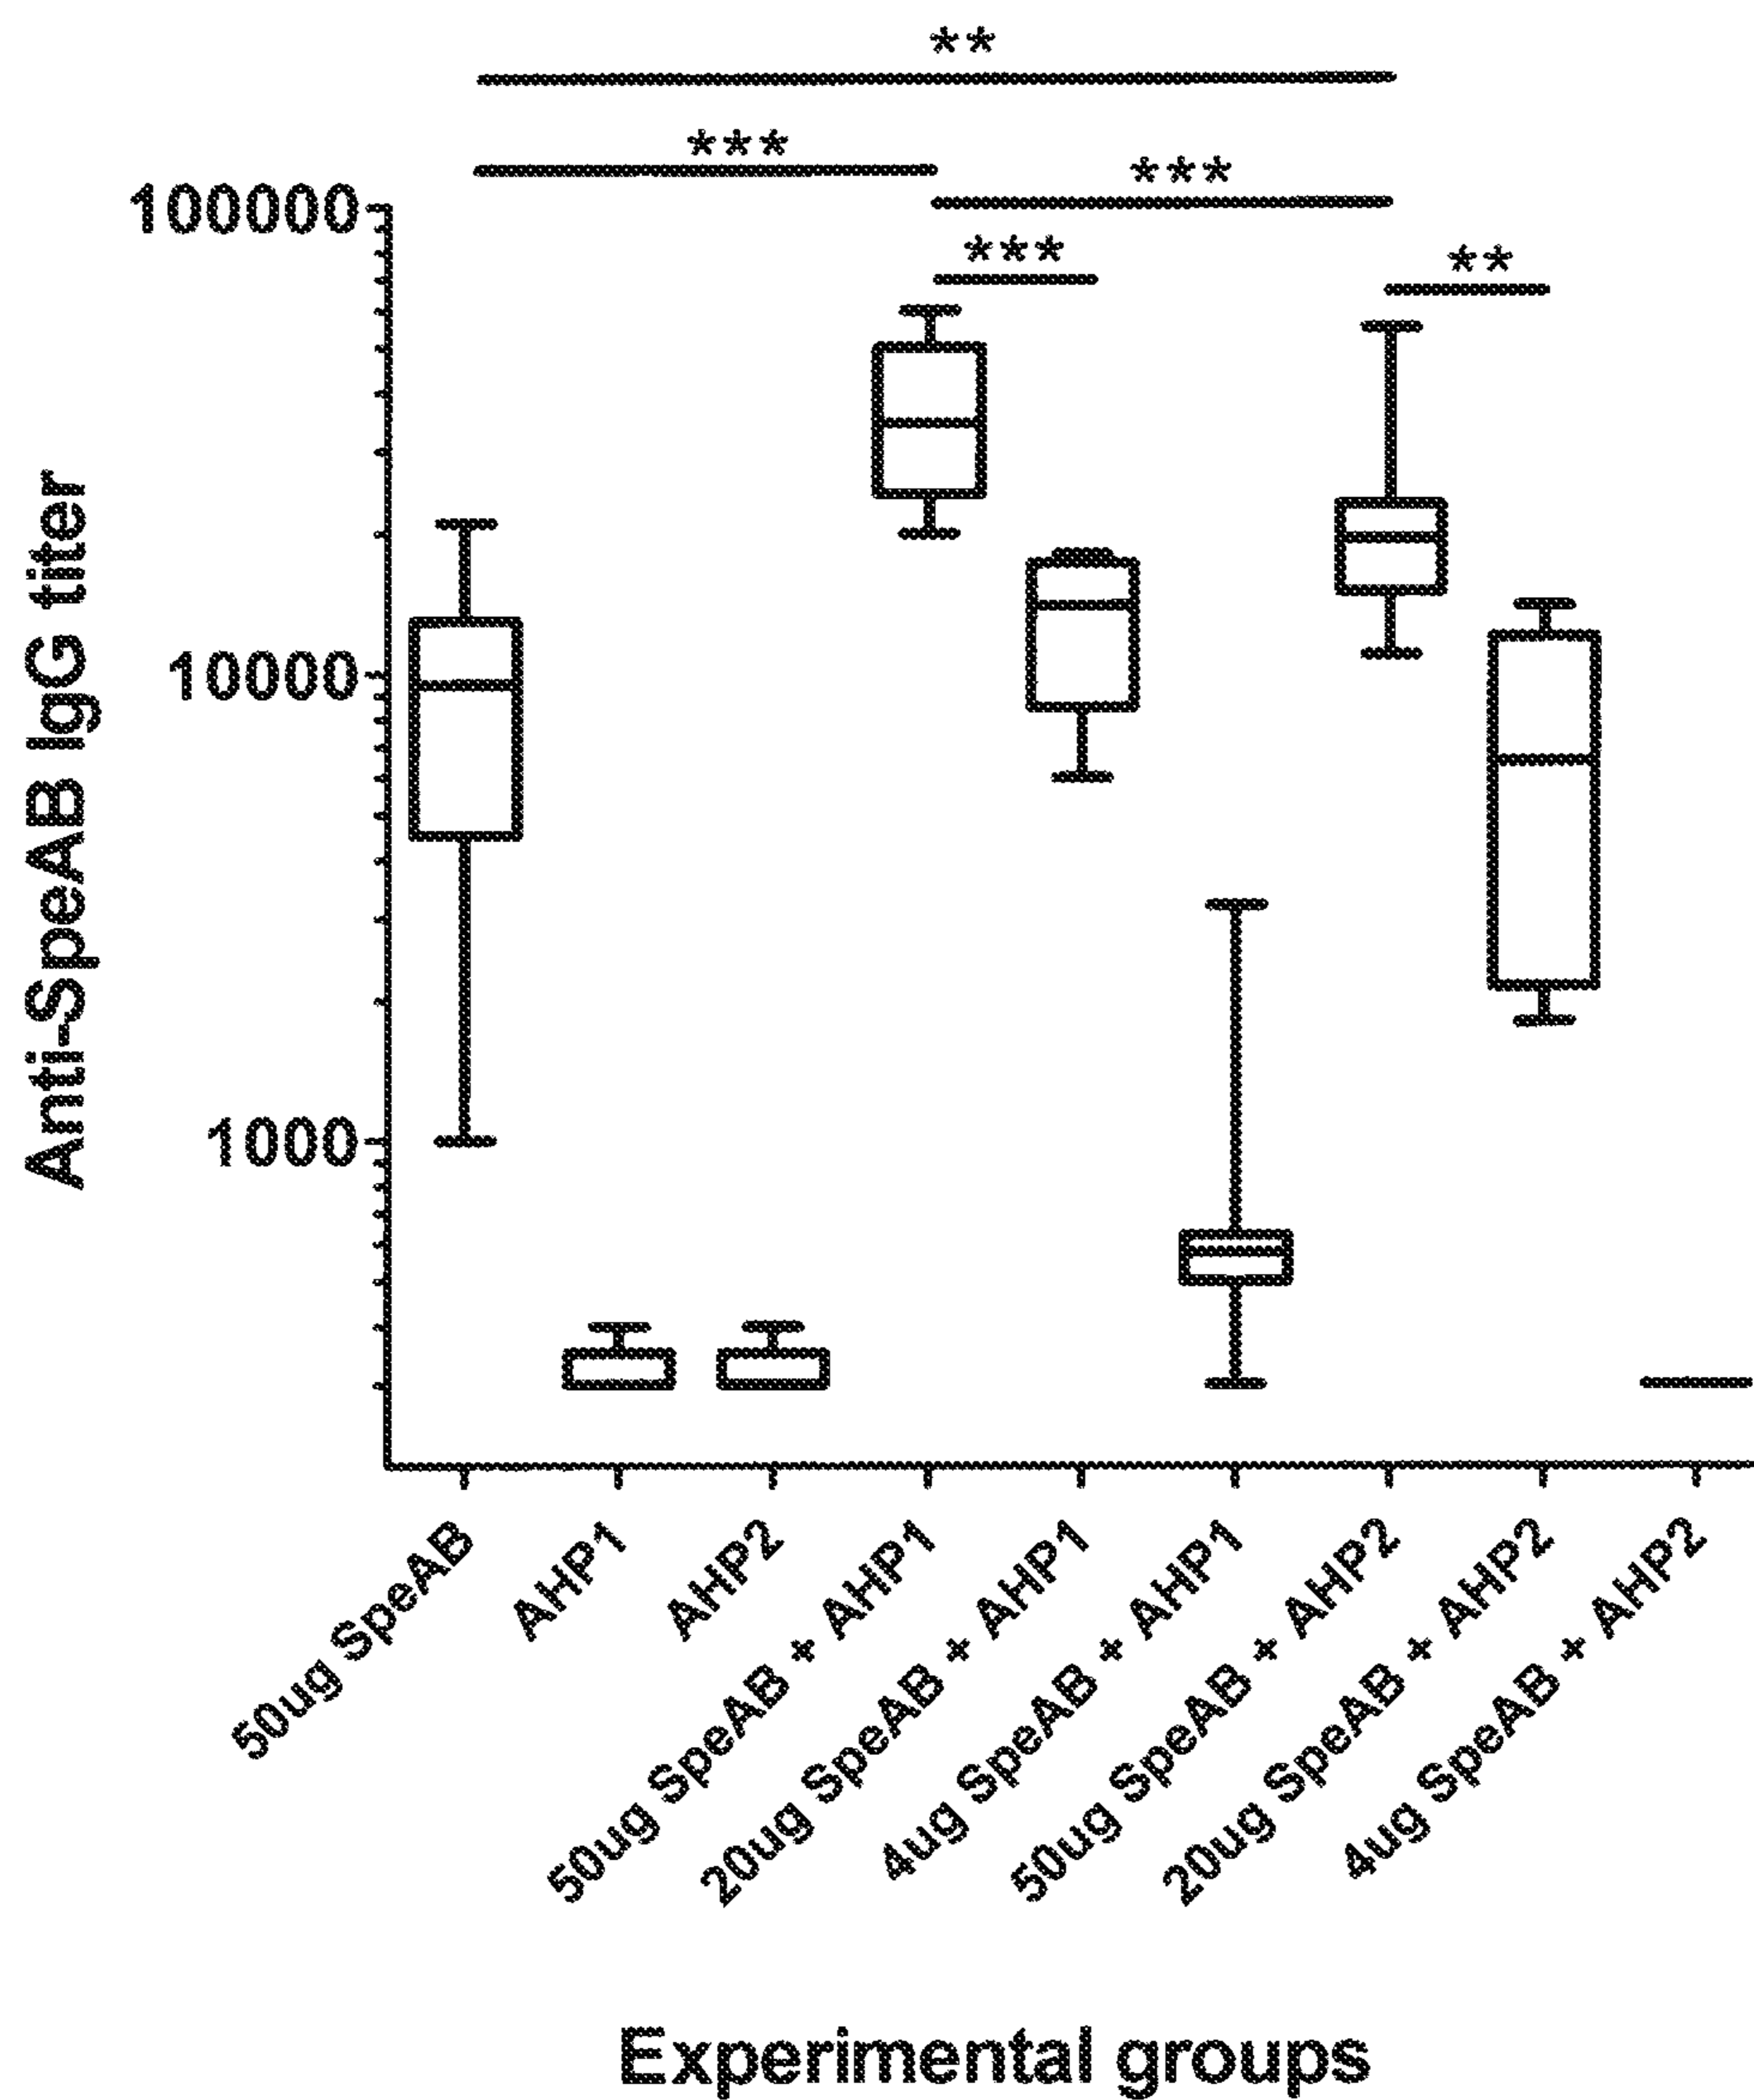 **
***
***
***
**
100000
10000
1000
Anti-SpeAB IgG titer
50ug SpeAB
AHP1
AHP2
50ug SpeAB + AHP1
20ug SpeAB + AHP1
4ug SpeAB + AHP1
50ug SpeAB + AHP2
20ug SpeAB + AHP2
4ug SpeAB + AHP2
Experimental groups